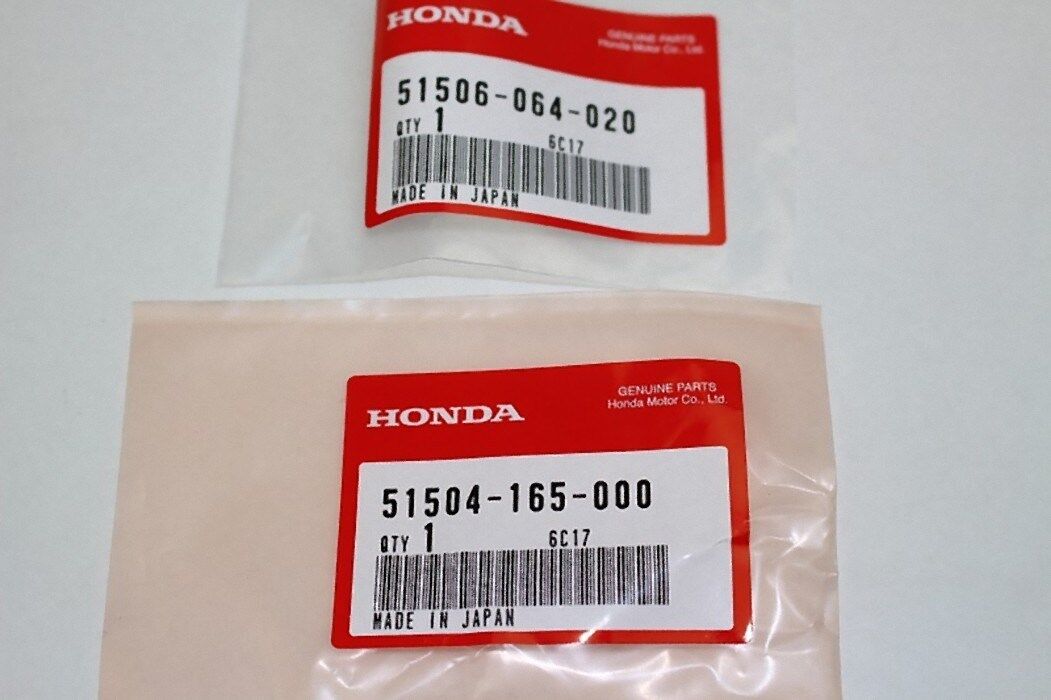 HONDA
GENUINE PARTS
Honda Motor Co., Ltd.
51506-064-020
QTY 1 6C17
MADE IN JAPAN
HONDA
GENUINE PARTS
Honda Motor Co., Ltd.
51504-165-000
QTY 1 6C17
MADE IN JAPAN